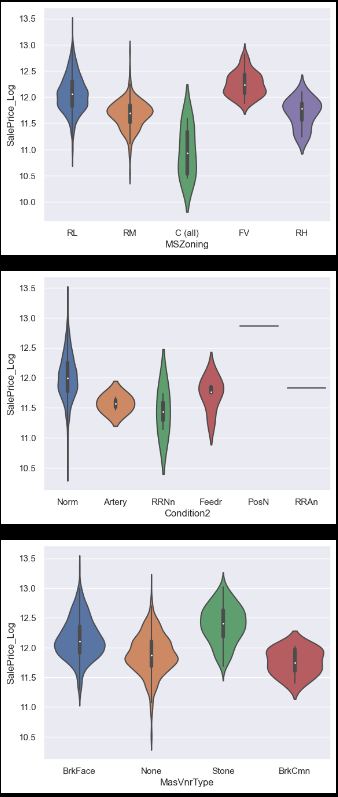 13.5
13.0
12.5
12.0
11.5
11.0
10.5
10.0
SalePrice_Log
RL RM C (all) FV RH
MSZoning
13.5
13.0
12.5
12.0
11.5
11.0
10.5
SalePrice_Log
Norm Artery RRNn Feedr PosN RRAn
Condition2
13.5
13.0
12.5
12.0
11.5
11.0
10.5
SalePrice_Log
BrkFace None Stone BrkCmn
MasVnrType